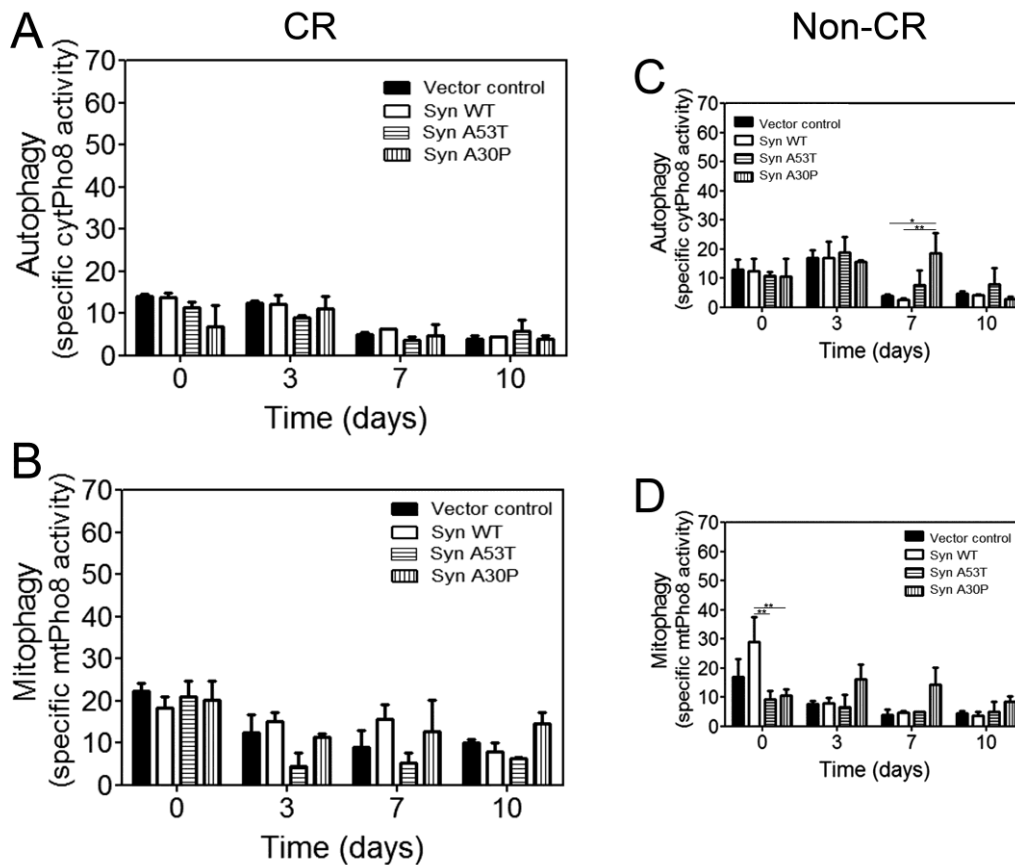 CR
Non-CR
A
Autophagy
(specific cytPho8 activity)
70
60
50
40
30
20
10
0
Vector control
Syn WT
Syn A53T
Syn A30P
0 3 7 10
Time (days)
B
Mitophagy
(specific mtPho8 activity)
70
60
50
40
30
20
10
0
Vector control
Syn WT
Syn A53T
Syn A30P
0 3 7 10
Time (days)
C
Autophagy
(specific cytPho8 activity)
70
60
50
40
30
20
10
0
Vector control
Syn WT
Syn A53T
Syn A30P
*
**
0 3 7 10
Time (days)
D
Mitophagy
(specific mtPho8 activity)
70
60
50
40
30
20
10
0
Vector control
Syn WT
Syn A53T
Syn A30P
**
**
0 3 7 10
Time (days)